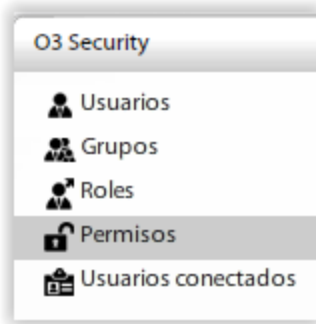 O3 Security
Usuarios
Grupos
Roles
Permisos
Usuarios conectados